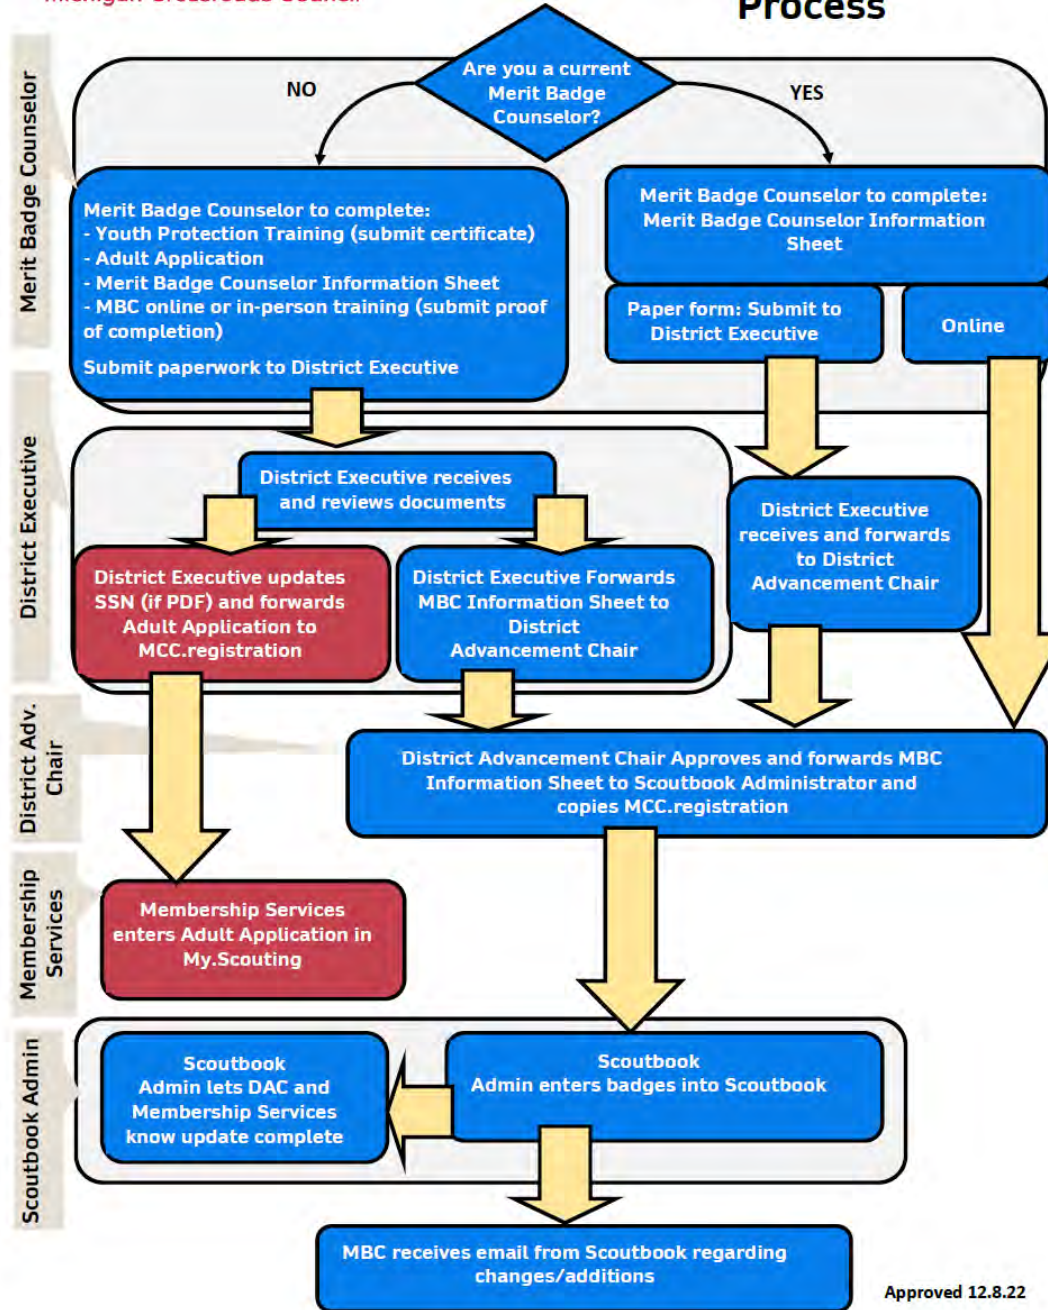 Michigan Crossroads Council
Process
Are you a current
Merit Badge
Counselor?
NO
YES
Merit Badge Counselor
Merit Badge Counselor to complete:
- Youth Protection Training (submit certificate)
- Adult Application
- Merit Badge Counselor Information Sheet
- MBC online or in-person training (submit proof
of completion)
Submit paperwork to District Executive
Merit Badge Counselor to complete:
Merit Badge Counselor Information
Sheet
Paper form: Submit to
District Executive
Online
District Executive
District Executive receives
and reviews documents
District Executive updates
SSN (if PDF) and forwards
Adult Application to
MCC.registration
District Executive Forwards
MBC Information Sheet to
District
Advancement Chair
District Executive
receives and forwards
to District
Advancement Chair
District Adv.
Chair
District Advancement Chair Approves and forwards MBC
Information Sheet to Scoutbook Administrator and
copies MCC.registration
Membership
Services
Membership Services
enters Adult Application in
My.Scouting
Scoutbook Admin
Scoutbook
Admin lets DAC and
Membership Services
know update complete
Scoutbook
Admin enters badges into Scoutbook
MBC receives email from Scoutbook regarding
changes/additions
Approved 12.8.22